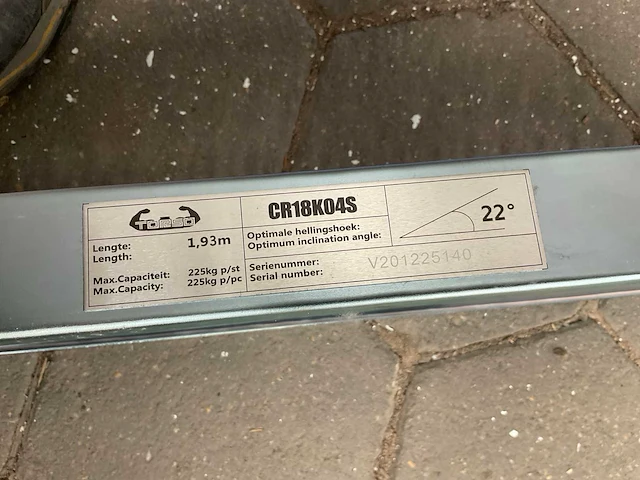 TORSO
Lengte: 1,93m
Length:
Max.Capaciteit: 225kg p/st
Max.Capacity: 225kg p/pc
CR18K04S
Optimale hellingshoek:
Optimum inclination angle:
22°
Serienummer: V201225140
Serial number: